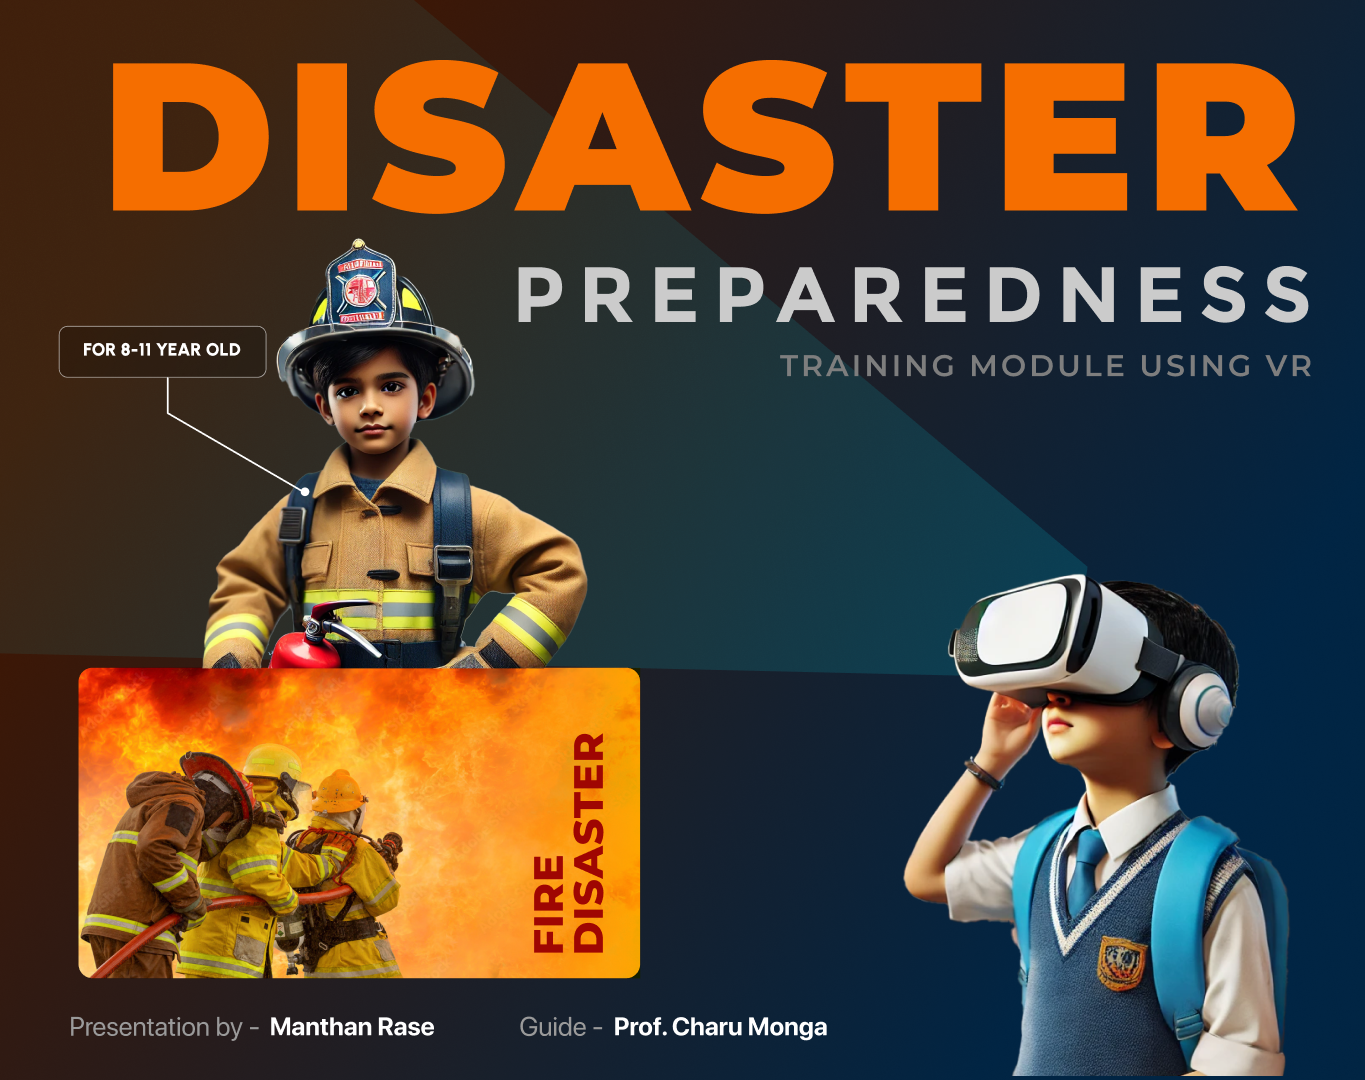 DISASTER
PREPAREDNESS
TRAINING MODULE USING VR
FOR 8-11 YEAR OLD
FIRE
DISASTER
Presentation by - Manthan Rase
Guide - Prof. Charu Monga